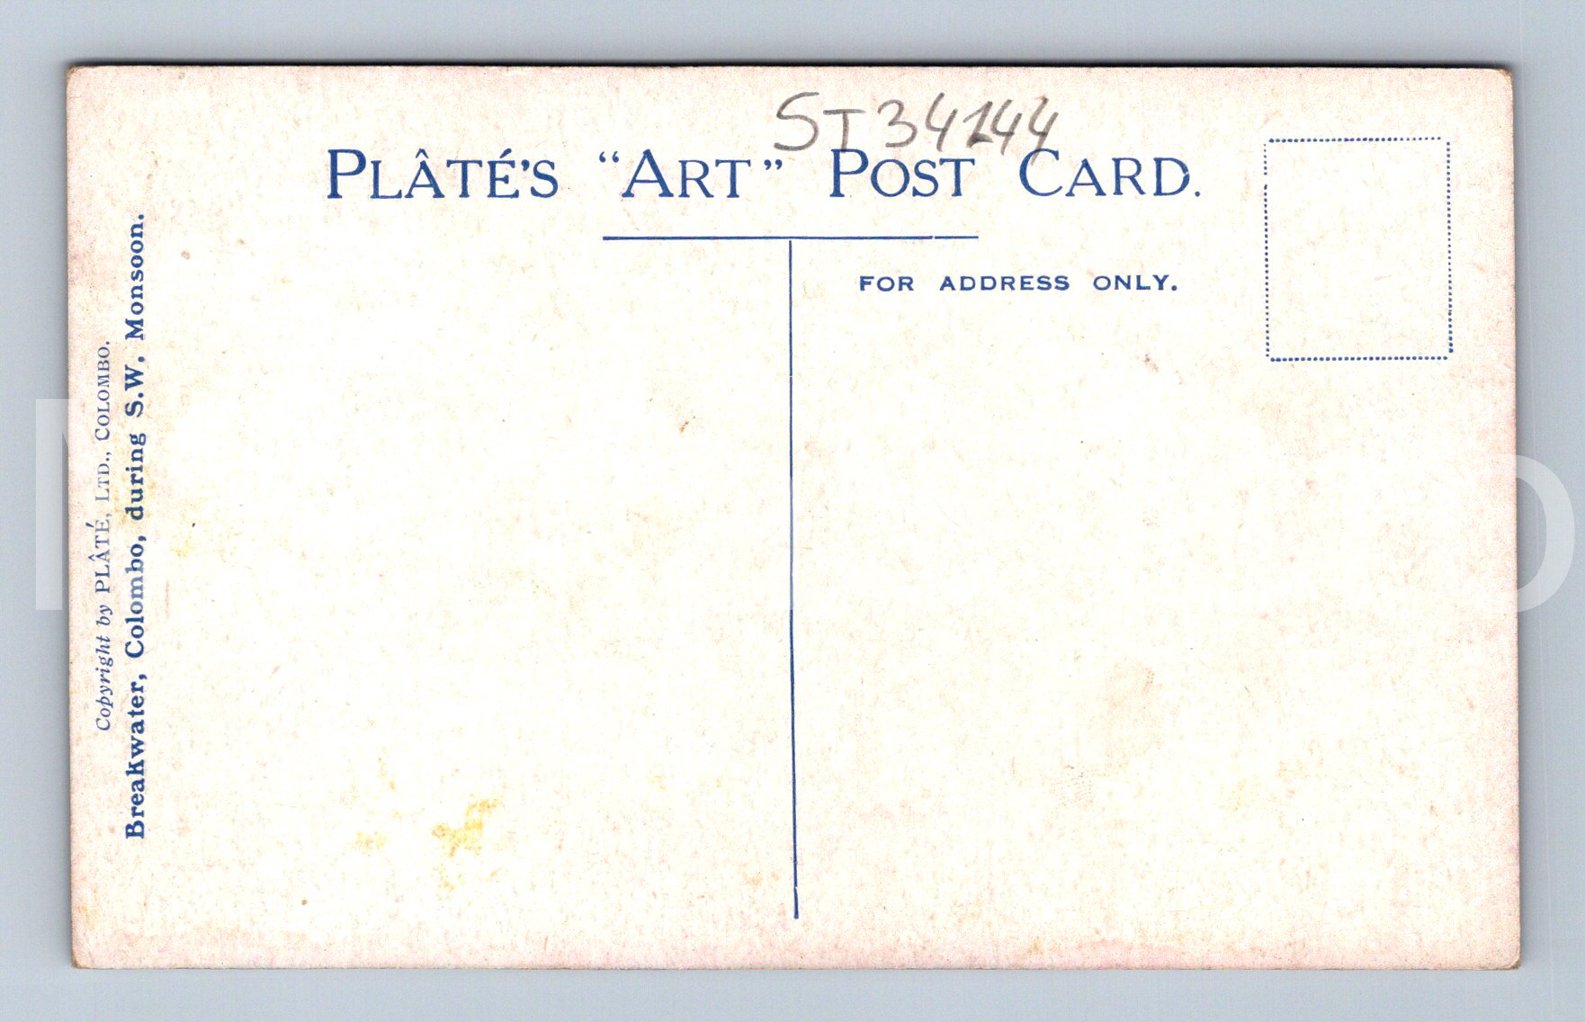 ST34144
PLÂTÉ'S "ART" POST CARD.
FOR ADDRESS ONLY.
Copyright by PLÂTÉ, LTD., COLOMBO.
Breakwater, Colombo, during S.W. Monsoon.